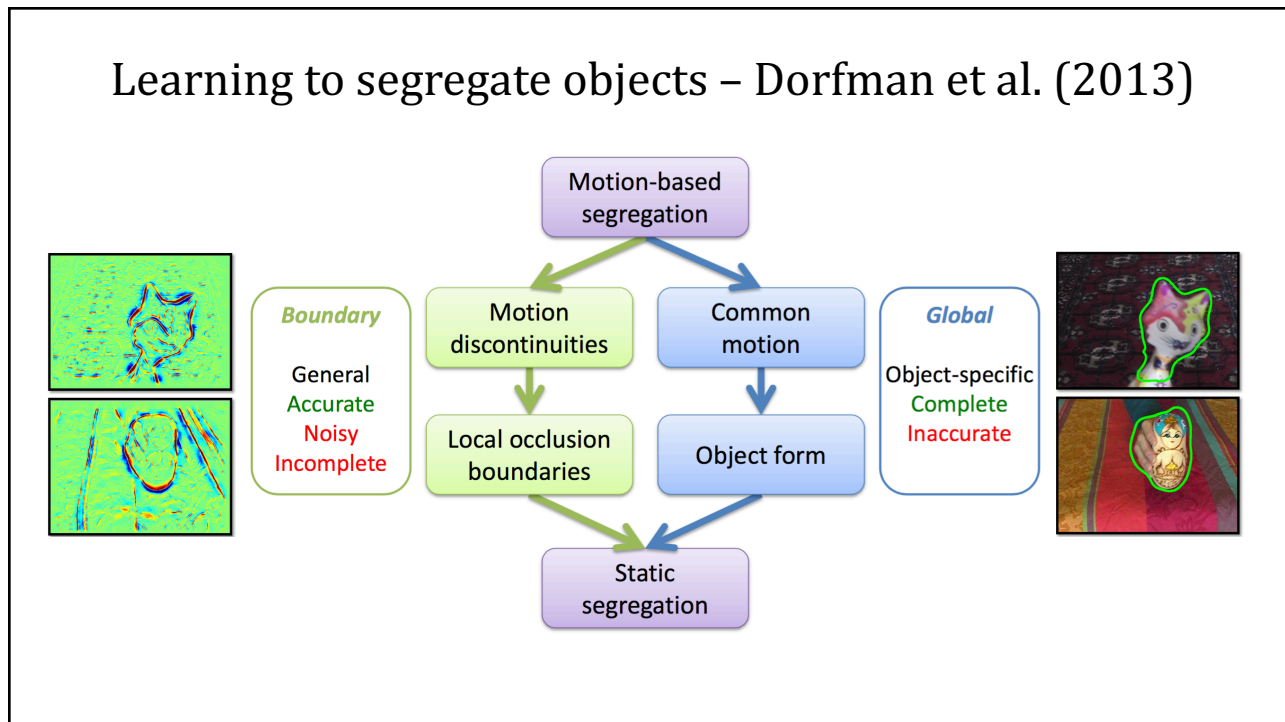 Learning to segregate objects – Dorfman et al. (2013)
Motion-based
segregation
Boundary
General
Accurate
Noisy
Incomplete
Motion
discontinuities
Common
motion
Global
Object-specific
Complete
Inaccurate
Local occlusion
boundaries
Object form
Static
segregation